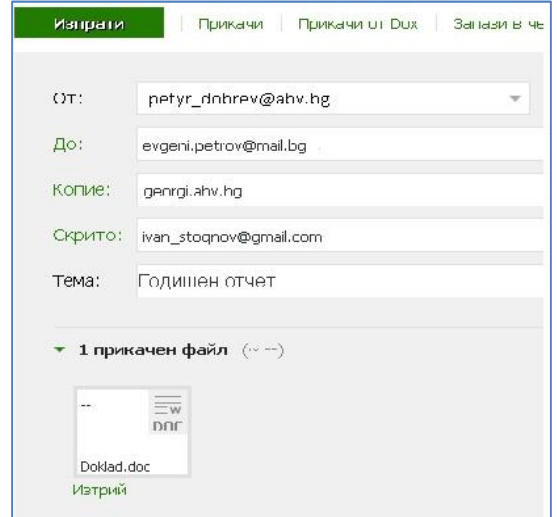 Изпрати Прикачи Прикачи от Dox Запази в че
От: petyr_dobrev@abv.bg
До: evgeni.petrov@mail.bg
Копие: georgi.abv.bg
Скрито: ivan_stoqnov@gmail.com
Тема: Годишен отчет
1 прикачен файл (~ --)
--
W
DOC
Doklad.doc
Изтрий